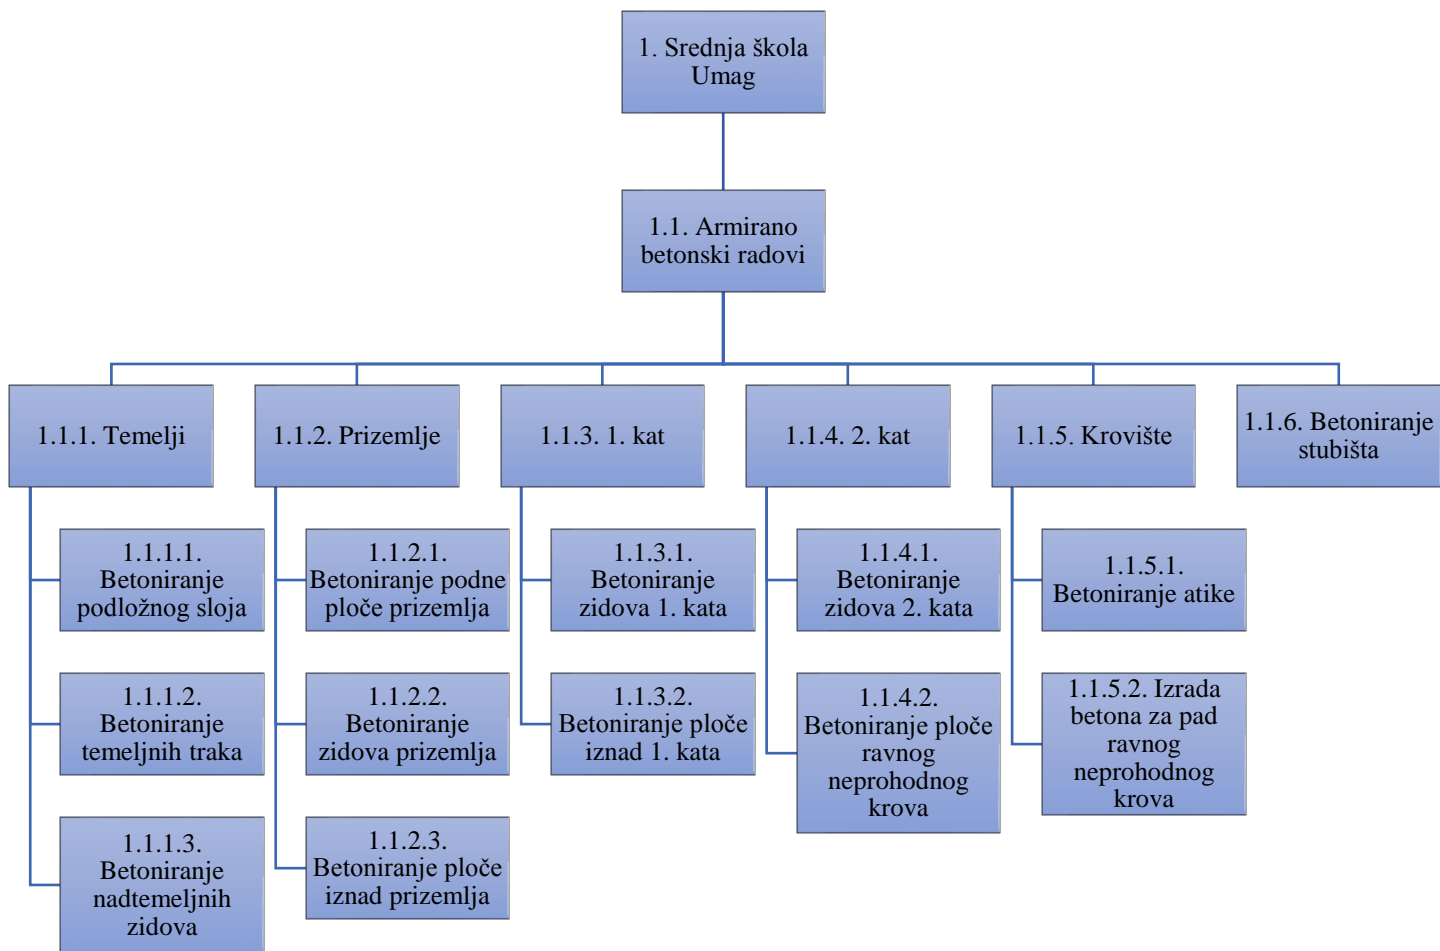 1. Srednja škola
Umag
1.1. Armirano
betonski radovi
1.1.1. Temelji
1.1.2. Prizemlje
1.1.3. 1. kat
1.1.4. 2. kat
1.1.5. Krovište
1.1.6. Betoniranje
stubišta
1.1.1.1.
Betoniranje
podložnog sloja
1.1.1.2.
Betoniranje
temeljnih traka
1.1.1.3.
Betoniranje
nadtemeljnih
zidova
1.1.2.1.
Betoniranje podne
ploče prizemlja
1.1.2.2.
Betoniranje
zidova prizemlja
1.1.2.3.
Betoniranje ploče
iznad prizemlja
1.1.3.1.
Betoniranje
zidova 1. kata
1.1.3.2.
Betoniranje ploče
iznad 1. kata
1.1.4.1.
Betoniranje
zidova 2. kata
1.1.4.2.
Betoniranje ploče
ravnog
neprohodnog
krova
1.1.5.1.
Betoniranje atike
1.1.5.2. Izrada
betona za pad
ravnog
neprohodnog
krova